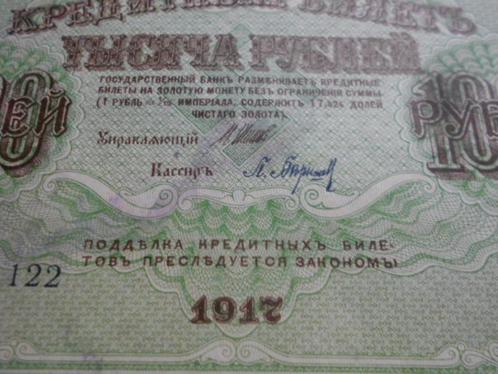 КРЕДИТНЫЙ БИЛЕТЪ
ТЫСЯЧА РУБЛЕЙ
ГОСУДАРСТВЕННЫЙ БАНКЪ РАЗМѢНИВАЕТЪ КРЕДИТНЫЕ
БИЛЕТЫ НА ЗОЛОТУЮ МОНЕТУ БЕЗЪ ОГРАНИЧЕНІЯ СУММЫ
(1 РУБЛЬ = 1/15 ИМПЕРІАЛА, СОДЕРЖИТЪ 17,424 ДОЛЕЙ
ЧИСТАГО ЗОЛОТА).
Управляющій
Кассиръ
ПОДДѢЛКА КРЕДИТНЫХЪ БИЛЕ-
ТОВЪ ПРЕСЛѢДУЕТСЯ ЗАКОНОМЪ
122
1917